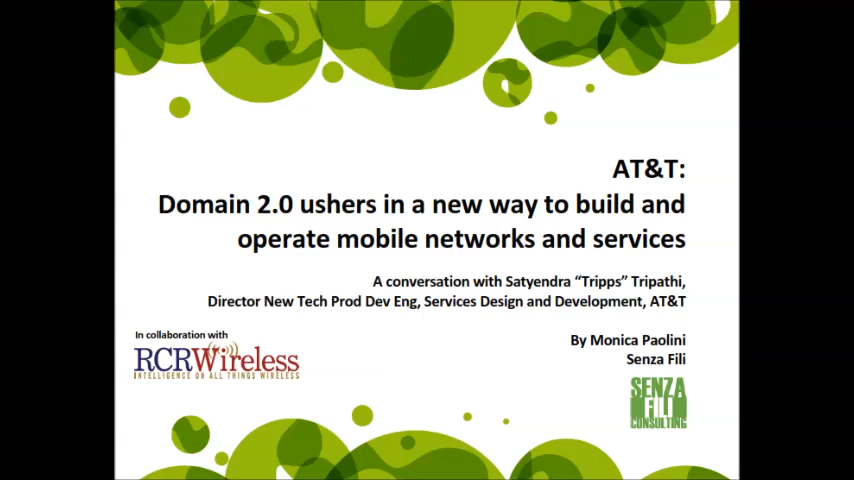 AT&T:
Domain 2.0 ushers in a new way to build and
operate mobile networks and services
A conversation with Satyendra “Tripps” Tripathi,
Director New Tech Prod Dev Eng, Services Design and Development, AT&T
In collaboration with
RCRWireless
INTELLIGENCE ON ALL THINGS WIRELESS
By Monica Paolini
Senza Fili
SENZA
FILI
CONSULTING